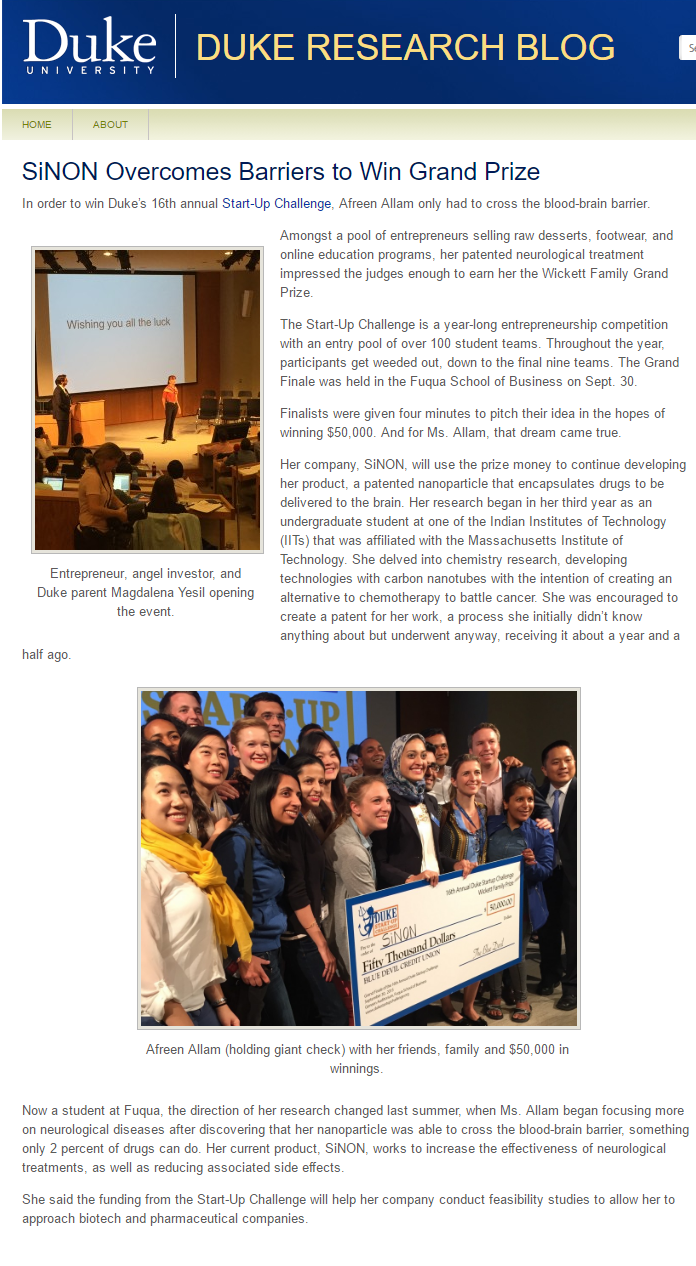 Duke
UNIVERSITY
DUKE RESEARCH BLOG
Se
HOME
ABOUT
SiNON Overcomes Barriers to Win Grand Prize
In order to win Duke's 16th annual Start-Up Challenge, Afreen Allam only had to cross the blood-brain barrier.
Wishing you all the luck
Entrepreneur, angel investor, and
Duke parent Magdalena Yesil opening
the event.
Amongst a pool of entrepreneurs selling raw desserts, footwear, and
online education programs, her patented neurological treatment
impressed the judges enough to earn her the Wickett Family Grand
Prize.
The Start-Up Challenge is a year-long entrepreneurship competition
with an entry pool of over 100 student teams. Throughout the year,
participants get weeded out, down to the final nine teams. The Grand
Finale was held in the Fuqua School of Business on Sept. 30.
Finalists were given four minutes to pitch their idea in the hopes of
winning $50,000. And for Ms. Allam, that dream came true.
Her company, SiNON, will use the prize money to continue developing
her product, a patented nanoparticle that encapsulates drugs to be
delivered to the brain. Her research began in her third year as an
undergraduate student at one of the Indian Institutes of Technology
(IITs) that was affiliated with the Massachusetts Institute of
Technology. She delved into chemistry research, developing
technologies with carbon nanotubes with the intention of creating an
alternative to chemotherapy to battle cancer. She was encouraged to
create a patent for her work, a process she initially didn't know
anything about but underwent anyway, receiving it about a year and a
half ago.
16th Annual Duke Startup Challenge
Wickett Family Prize
DUKE
START-UP
CHALLENGE
$ 50,000.00
Pay to the
order of
SiNON
Fifty Thousand Dollars
Dollars
BLUE DEVIL CREDIT UNION
The Blue Devil
Afreen Allam (holding giant check) with her friends, family and $50,000 in
winnings.
Now a student at Fuqua, the direction of her research changed last summer, when Ms. Allam began focusing more
on neurological diseases after discovering that her nanoparticle was able to cross the blood-brain barrier, something
only 2 percent of drugs can do. Her current product, SiNON, works to increase the effectiveness of neurological
treatments, as well as reducing associated side effects.
She said the funding from the Start-Up Challenge will help her company conduct feasibility studies to allow her to
approach biotech and pharmaceutical companies.